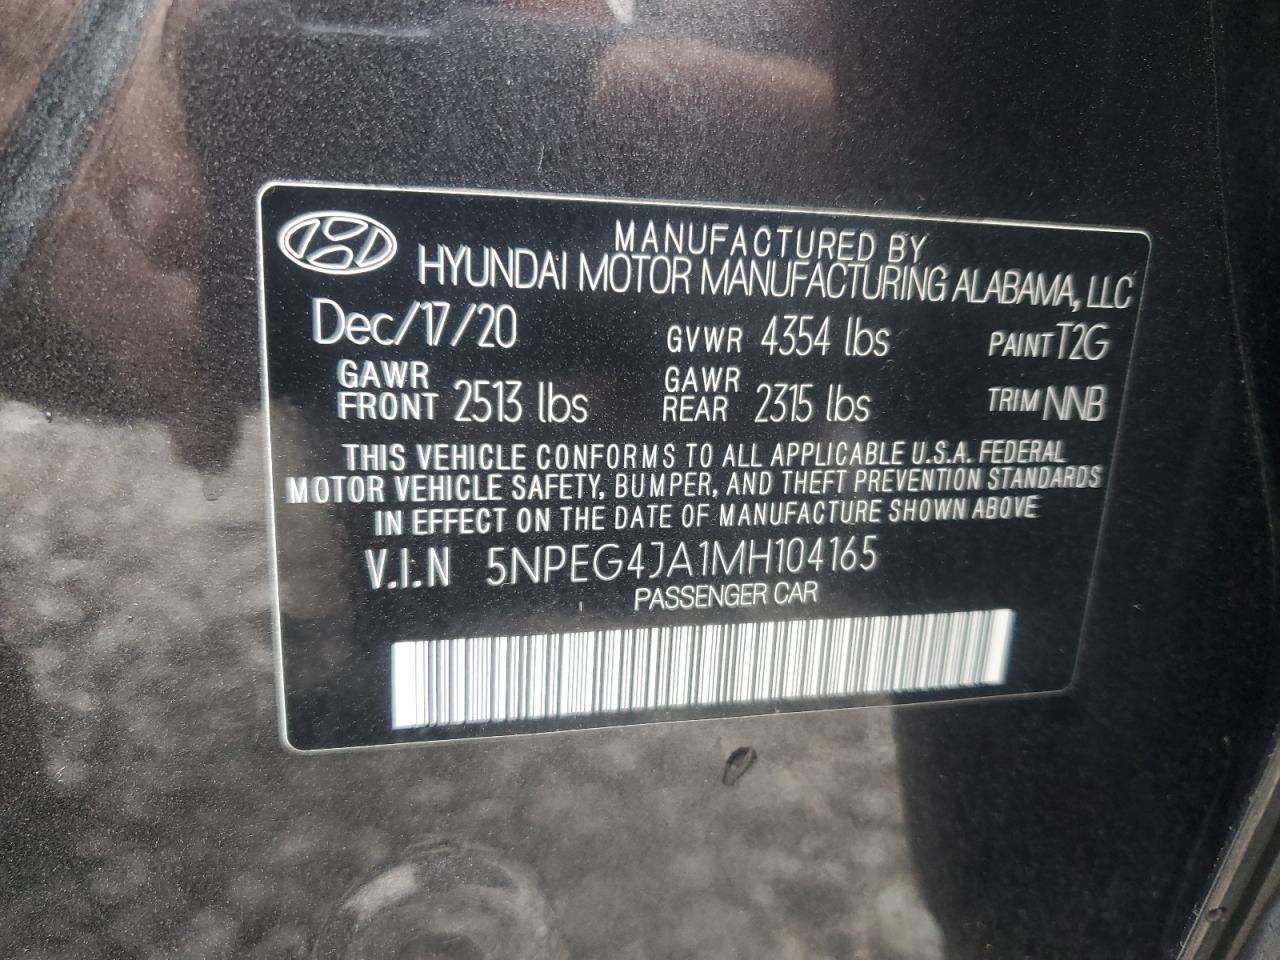 MANUFACTURED BY
HYUNDAI MOTOR MANUFACTURING ALABAMA, LLC
Dec/17/20 GVWR 4354 lbs PAINT T2G
GAWR FRONT 2513 lbs GAWR REAR 2315 lbs TRIM NNB
THIS VEHICLE CONFORMS TO ALL APPLICABLE U.S.A. FEDERAL
MOTOR VEHICLE SAFETY, BUMPER, AND THEFT PREVENTION STANDARDS
IN EFFECT ON THE DATE OF MANUFACTURE SHOWN ABOVE
V.I.N 5NPEG4JA1MH104165
PASSENGER CAR